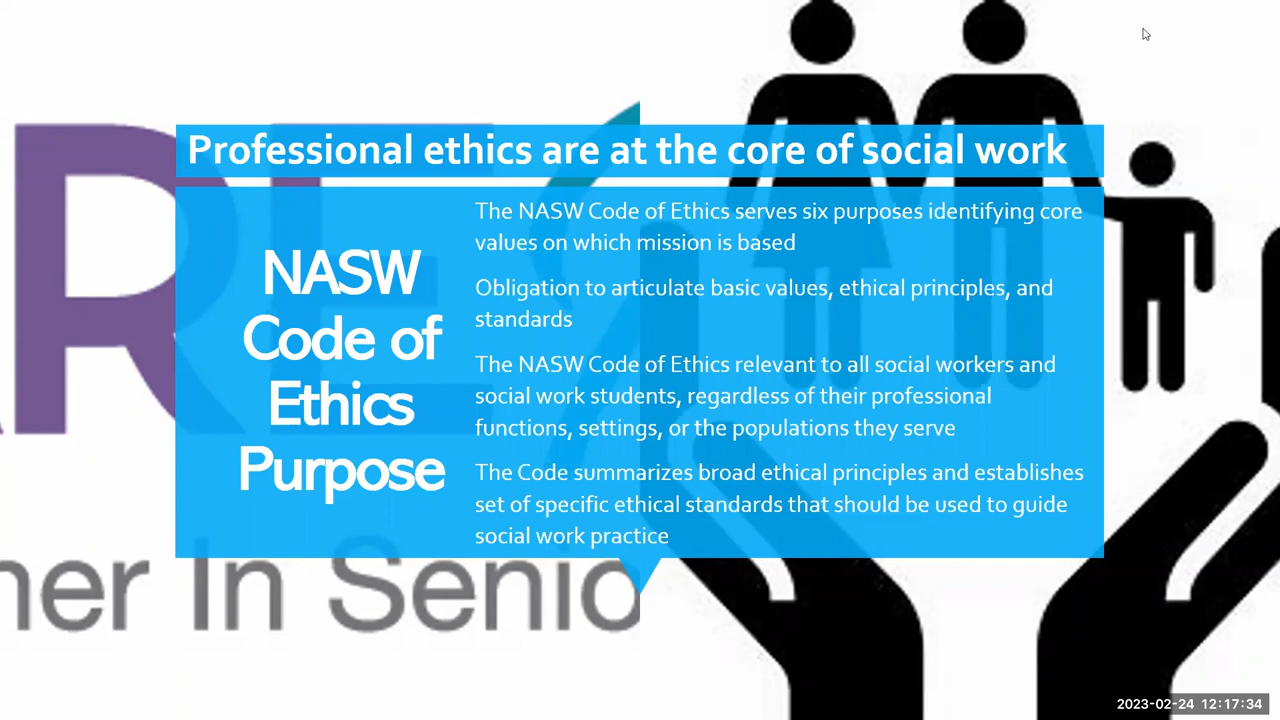 Professional ethics are at the core of social work
NASW
Code of
Ethics
Purpose
The NASW Code of Ethics serves six purposes identifying core
values on which mission is based
Obligation to articulate basic values, ethical principles, and
standards
The NASW Code of Ethics relevant to all social workers and
social work students, regardless of their professional
functions, settings, or the populations they serve
The Code summarizes broad ethical principles and establishes
set of specific ethical standards that should be used to guide
social work practice
In
2023-02-24 12:17:34